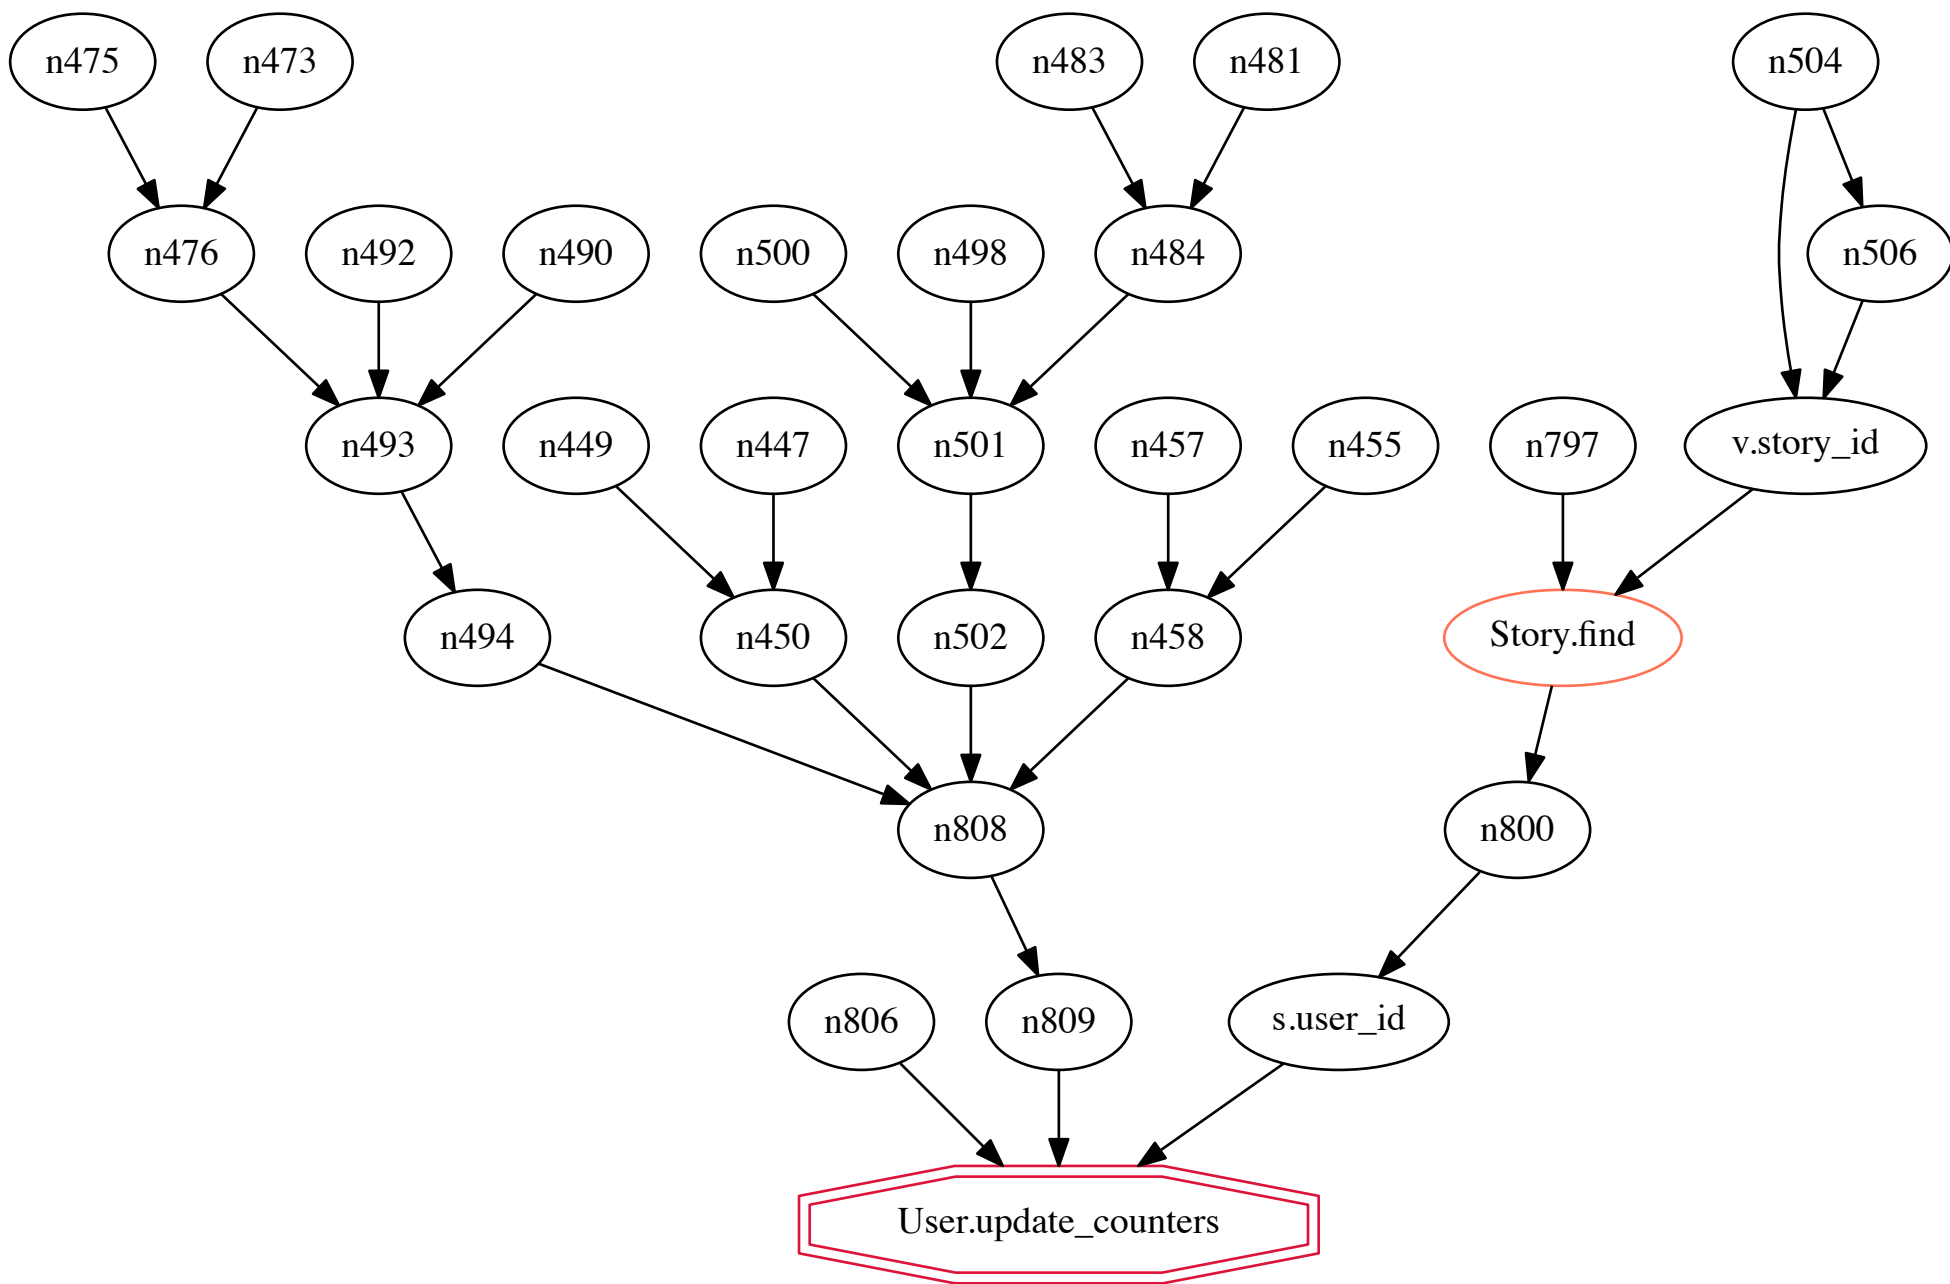 n475
n473
n483
n481
n504
n476
n492
n490
n500
n498
n484
n506
n493
n449
n447
n501
n457
n455
n797
v.story_id
n494
n450
n502
n458
Story.find
n808
n800
n806
n809
s.user_id
User.update_counters